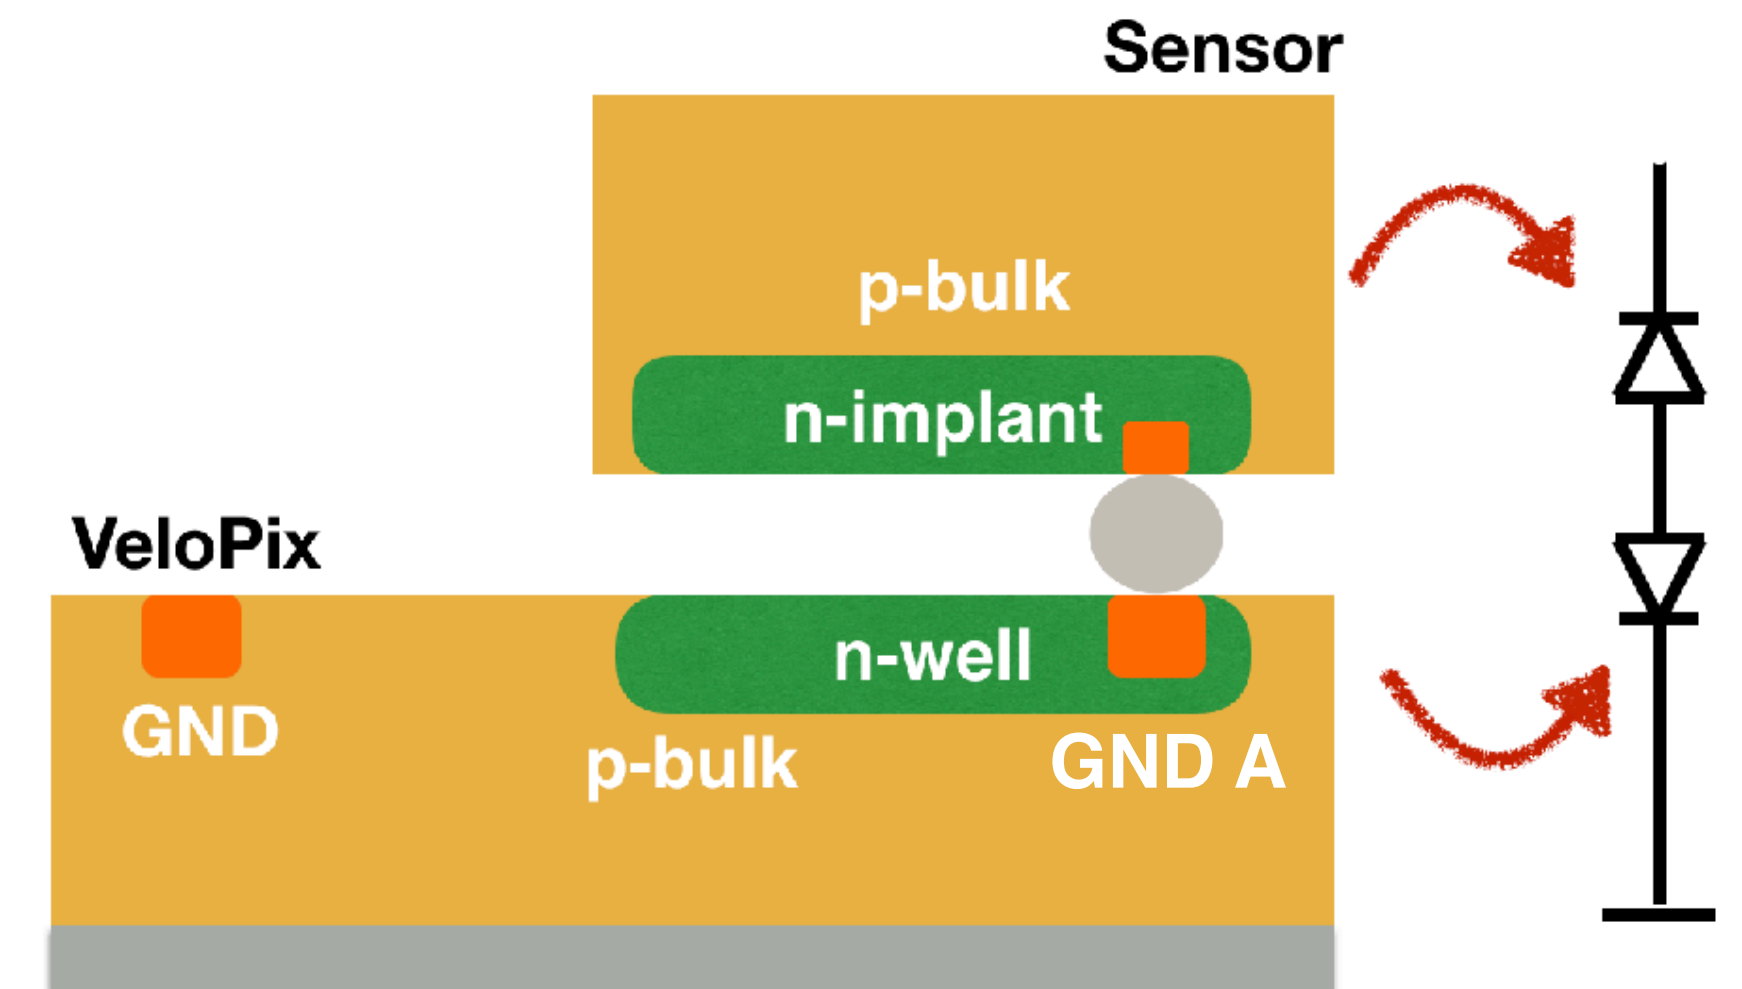 Sensor
p-bulk
n-implant
VeloPix
n-well
GND
p-bulk
GND A